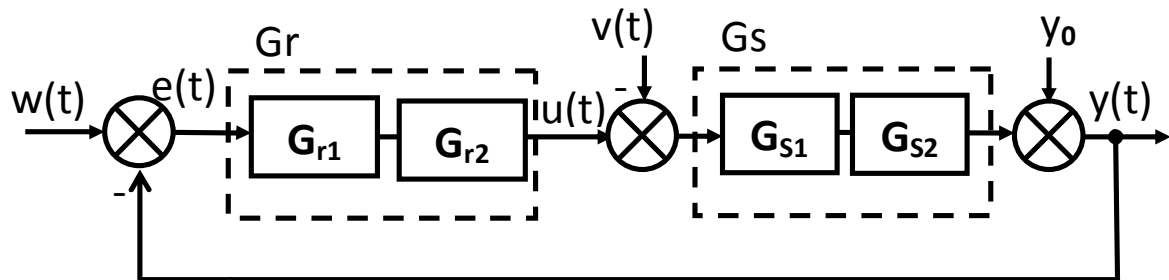 Gr
v(t)
Gs
y₀
w(t)
e(t)
u(t)
y(t)
-
G_r1
G_r2
G_S1
G_S2
-